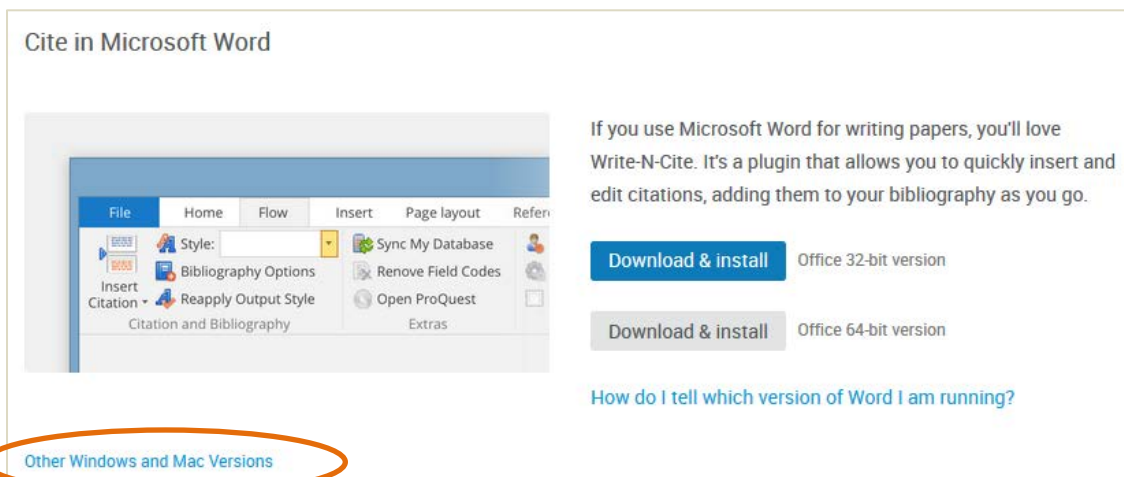 Cite in Microsoft Word
If you use Microsoft Word for writing papers, you'll love
Write-N-Cite. It's a plugin that allows you to quickly insert and
edit citations, adding them to your bibliography as you go.
File Home Flow Insert Page layout
Style: Sync My Database
Bibliography Options Renove Field Codes
Insert
Citation Reapply Output Style Open ProQuest
Citation and Bibliography Extras
Download & install Office 32-bit version
Download & install Office 64-bit version
How do I tell which version of Word I am running?
Other Windows and Mac Versions